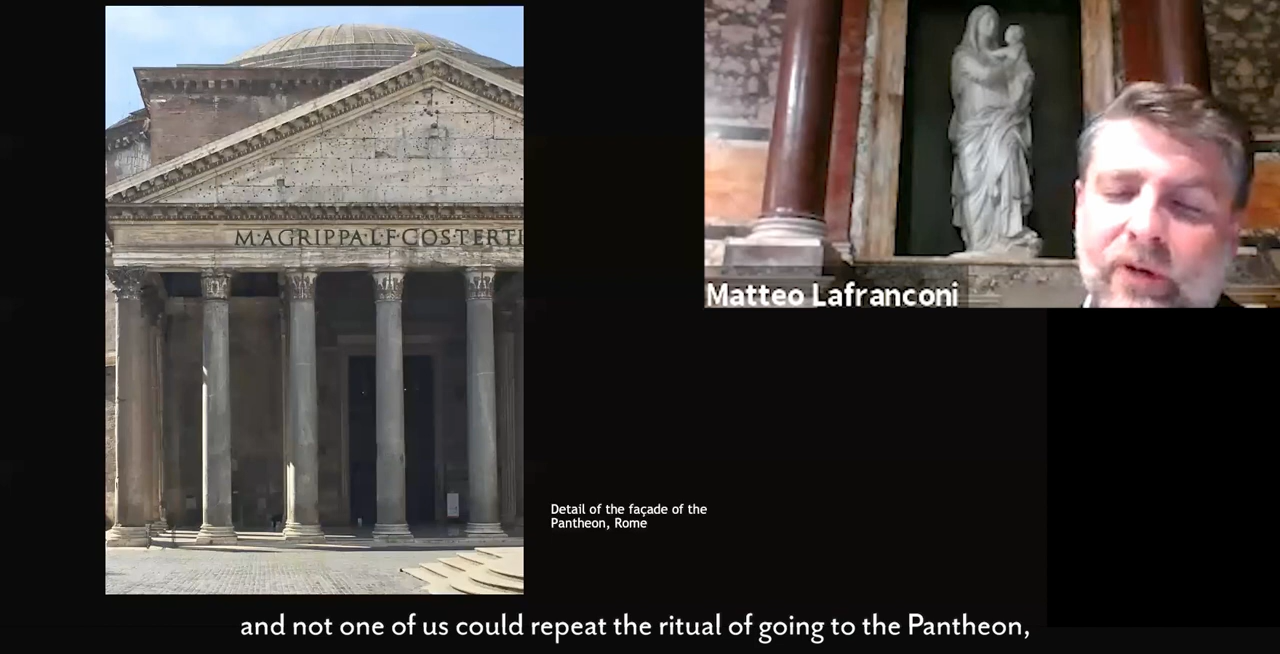 M·AGRIPPA·L·F·COS·TERTI
Matteo Lafranconi
Detail of the façade of the
Pantheon, Rome
and not one of us could repeat the ritual of going to the Pantheon,